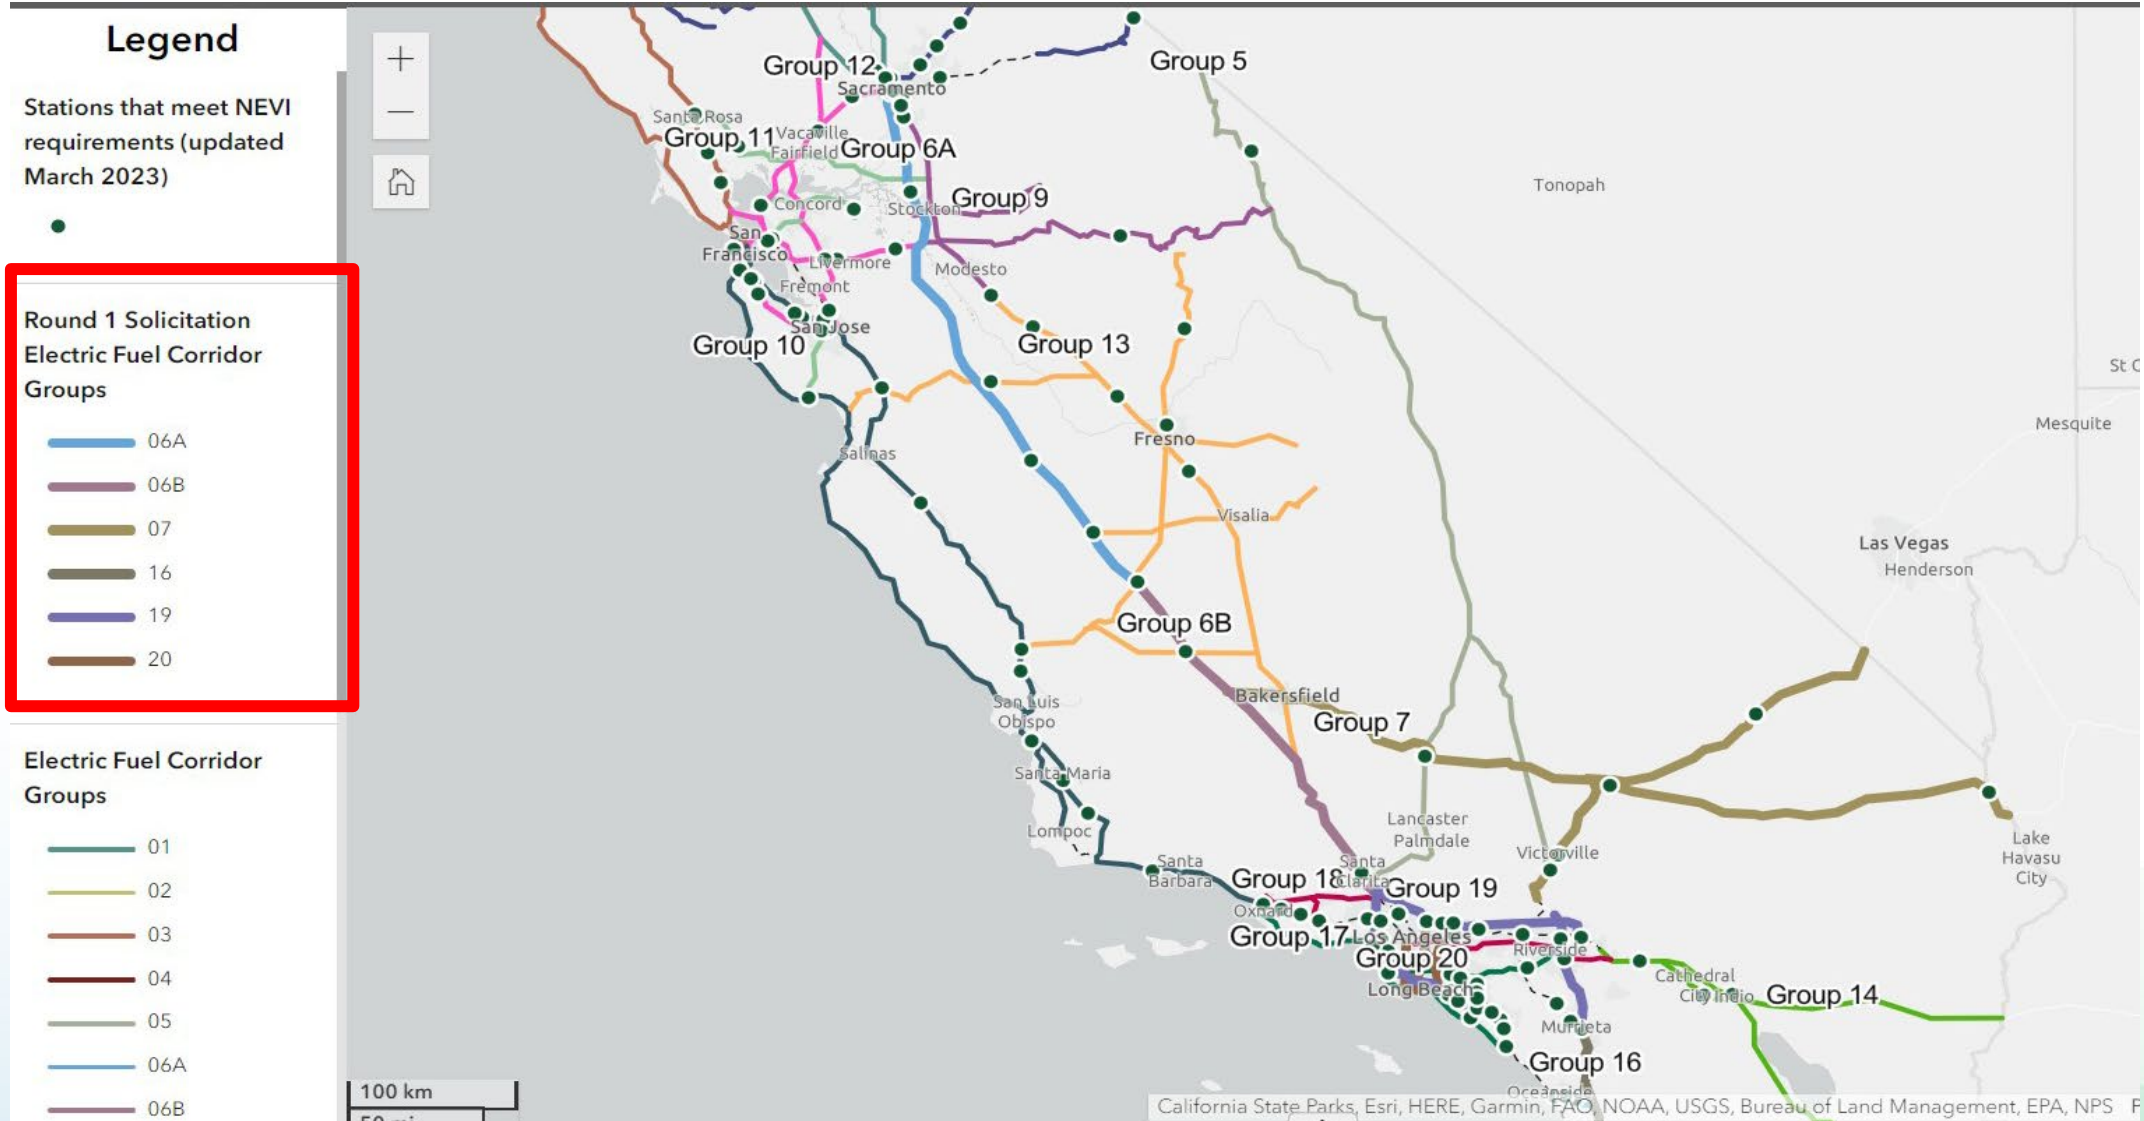 Legend
Stations that meet NEVI
requirements (updated
March 2023)
Round 1 Solicitation
Electric Fuel Corridor
Groups
06A
06B
07
16
19
20
Electric Fuel Corridor
Groups
01
02
03
04
05
06A
06B
+
−
Group 12
Sacramento
Group 5
Santa Rosa
Group 11
Vacaville
Fairfield
Group 6A
Tonopah
Concord
Stockton
Group 9
San
Francisco
Livermore
Modesto
Fremont
San Jose
Group 10
Group 13
St G
Fresno
Mesquite
Salinas
Visalia
Las Vegas
Henderson
Group 6B
San Luis
Obispo
Bakersfield
Group 7
Santa Maria
Lompoc
Lancaster
Palmdale
Victorville
Lake
Havasu
City
Santa
Barbara
Santa
Clarita
Group 18
Group 19
Oxnard
Group 17
Los Angeles
Riverside
Group 20
Long Beach
Cathedral
City
Indio
Group 14
Murrieta
Group 16
Oceanside
100 km
50 mi
California State Parks, Esri, HERE, Garmin, FAO, NOAA, USGS, Bureau of Land Management, EPA, NPS